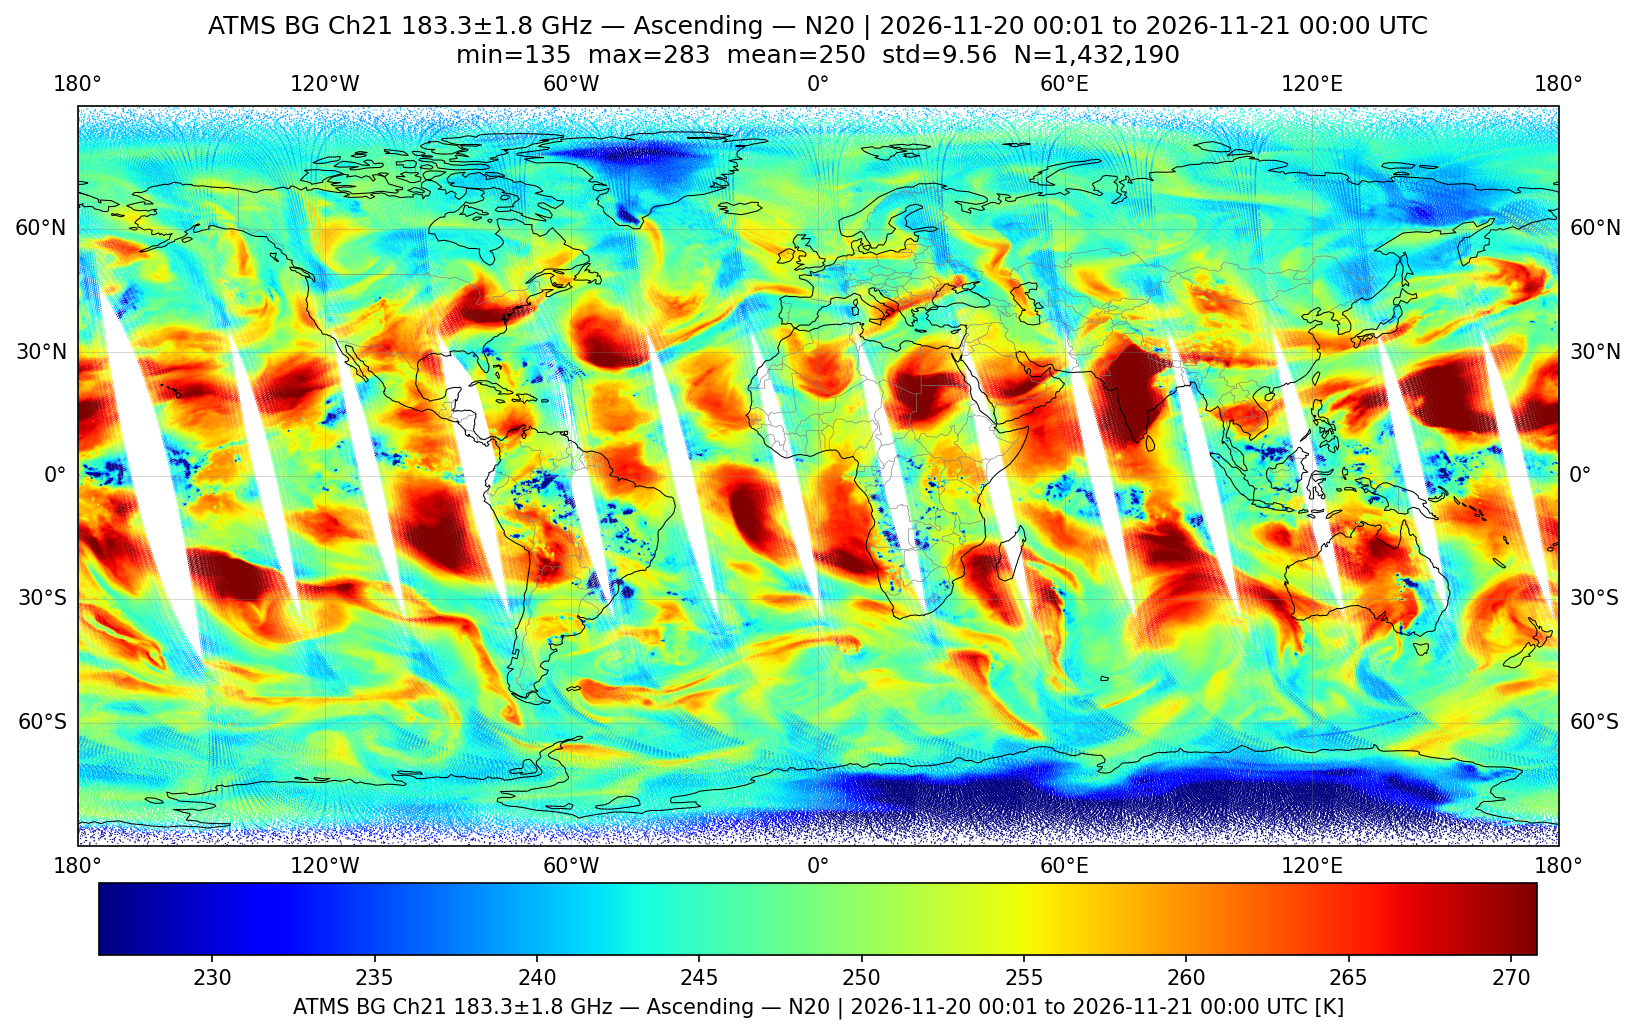 ATMS BG Ch21 183.3±1.8 GHz — Ascending — N20 | 2026-11-20 00:01 to 2026-11-21 00:00 UTC
min=135 max=283 mean=250 std=9.56 N=1,432,190
180° 120°W 60°W 0° 60°E 120°E 180°
60°N 60°N
30°N 30°N
0° 0°
30°S 30°S
60°S 60°S
180° 120°W 60°W 0° 60°E 120°E 180°
230 235 240 245 250 255 260 265 270
ATMS BG Ch21 183.3±1.8 GHz — Ascending — N20 | 2026-11-20 00:01 to 2026-11-21 00:00 UTC [K]